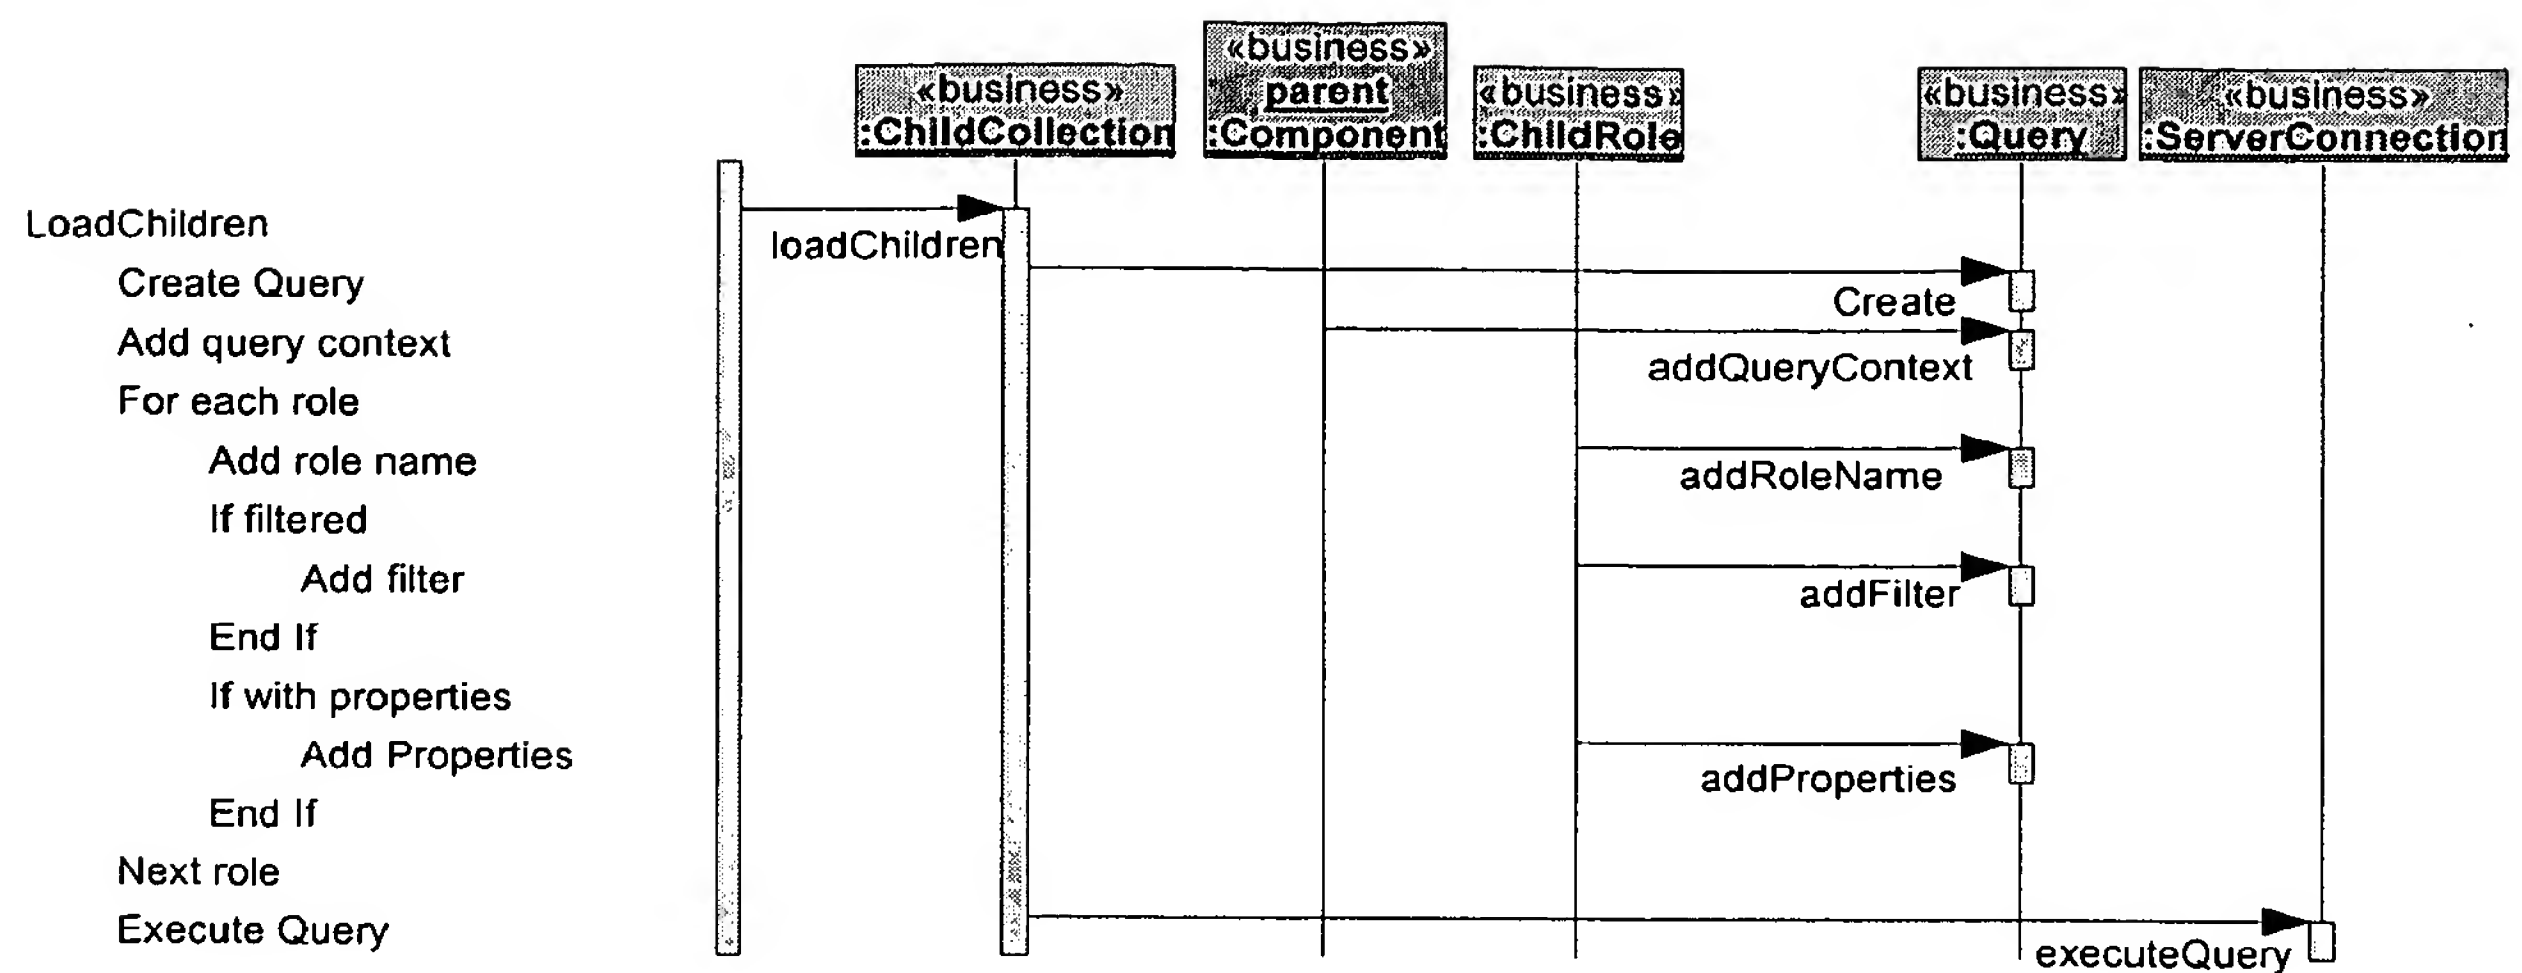 «business»
:ChildCollection
«business»
parent
:Component
«business»
:ChildRole
«business»
:Query
«business»
:ServerConnection
LoadChildren
loadChildren
Create Query
Create
Add query context
addQueryContext
For each role
Add role name
addRoleName
If filtered
Add filter
addFilter
End If
If with properties
Add Properties
addProperties
End If
Next role
Execute Query
executeQuery